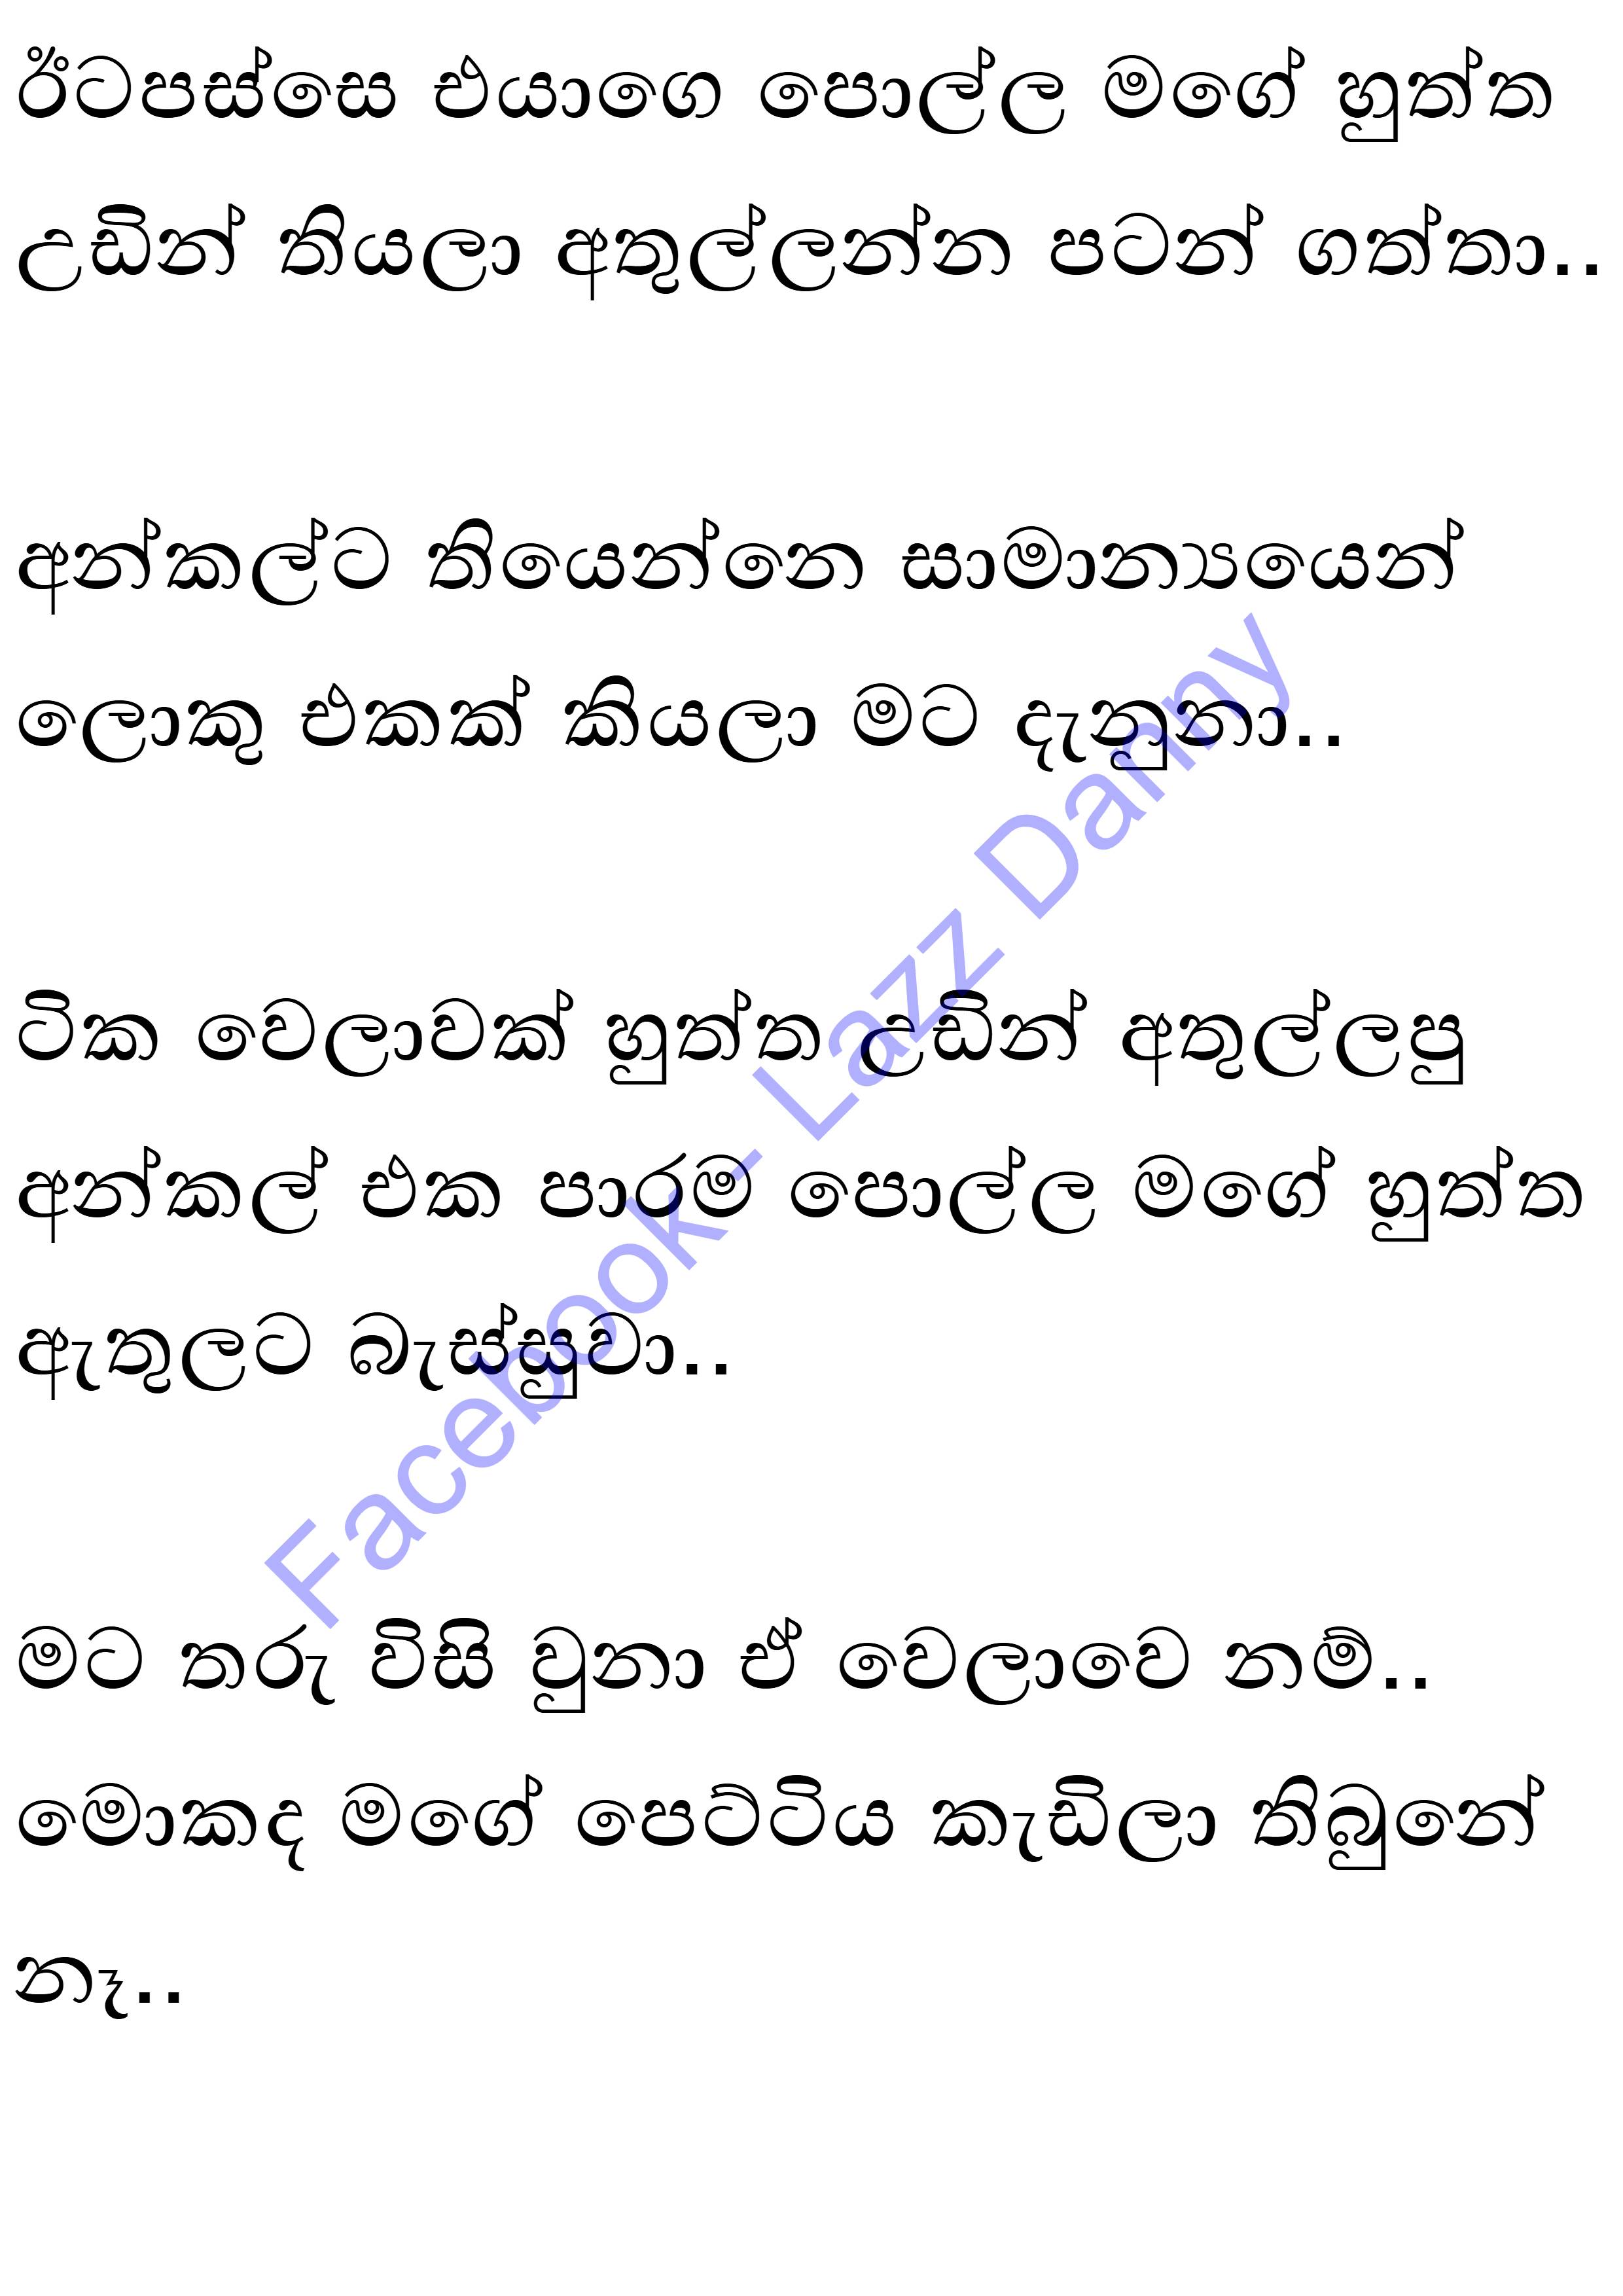 ඊටපස්සෙ එයාගෙ පොල්ල මගේ හුත්ත
උඩින් තියලා අතුල්ලන්න පටන් ගත්තා..
අන්කල්ට තියෙන්නෙ සාමාන්‍යයෙන්
ලොකු එකක් කියලා මට දැනුනා..
ටික වෙලාවක් හුත්ත උඩින් අතුල්ලපු
අන්කල් එක පාරම පොල්ල මගේ හුත්ත
ඇතුලට බැස්සුවා..
මට තරු විසි වුනා ඒ වෙලාවෙ නම්..
මොකද මගේ පෙට්ටිය කැඩිලා තිබුනේ
නෑ..
Facebook - Lazz Danny